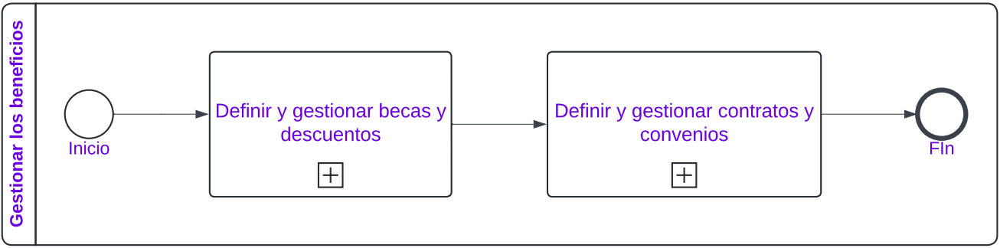 Gestionar los beneficios
Inicio
Definir y gestionar becas y
descuentos
Definir y gestionar contratos y
convenios
FIn